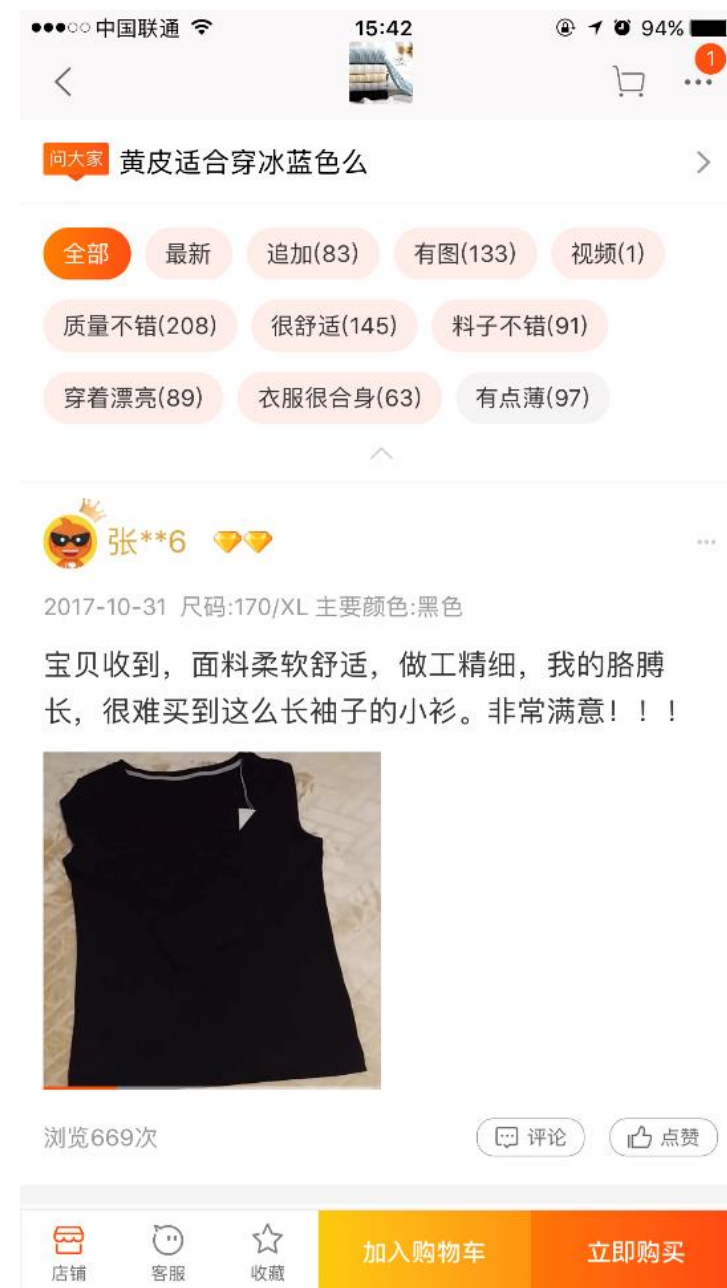 中国联通
15:42
94%
1
问大家 黄皮适合穿冰蓝色么
全部 最新 追加(83) 有图(133) 视频(1)
质量不错(208) 很舒适(145) 料子不错(91)
穿着漂亮(89) 衣服很合身(63) 有点薄(97)
张**6
2017-10-31 尺码:170/XL 主要颜色:黑色
宝贝收到，面料柔软舒适，做工精细，我的胳膊
长，很难买到这么长袖子的小衫。非常满意！！！
浏览669次
评论
点赞
店铺 客服 收藏 加入购物车 立即购买